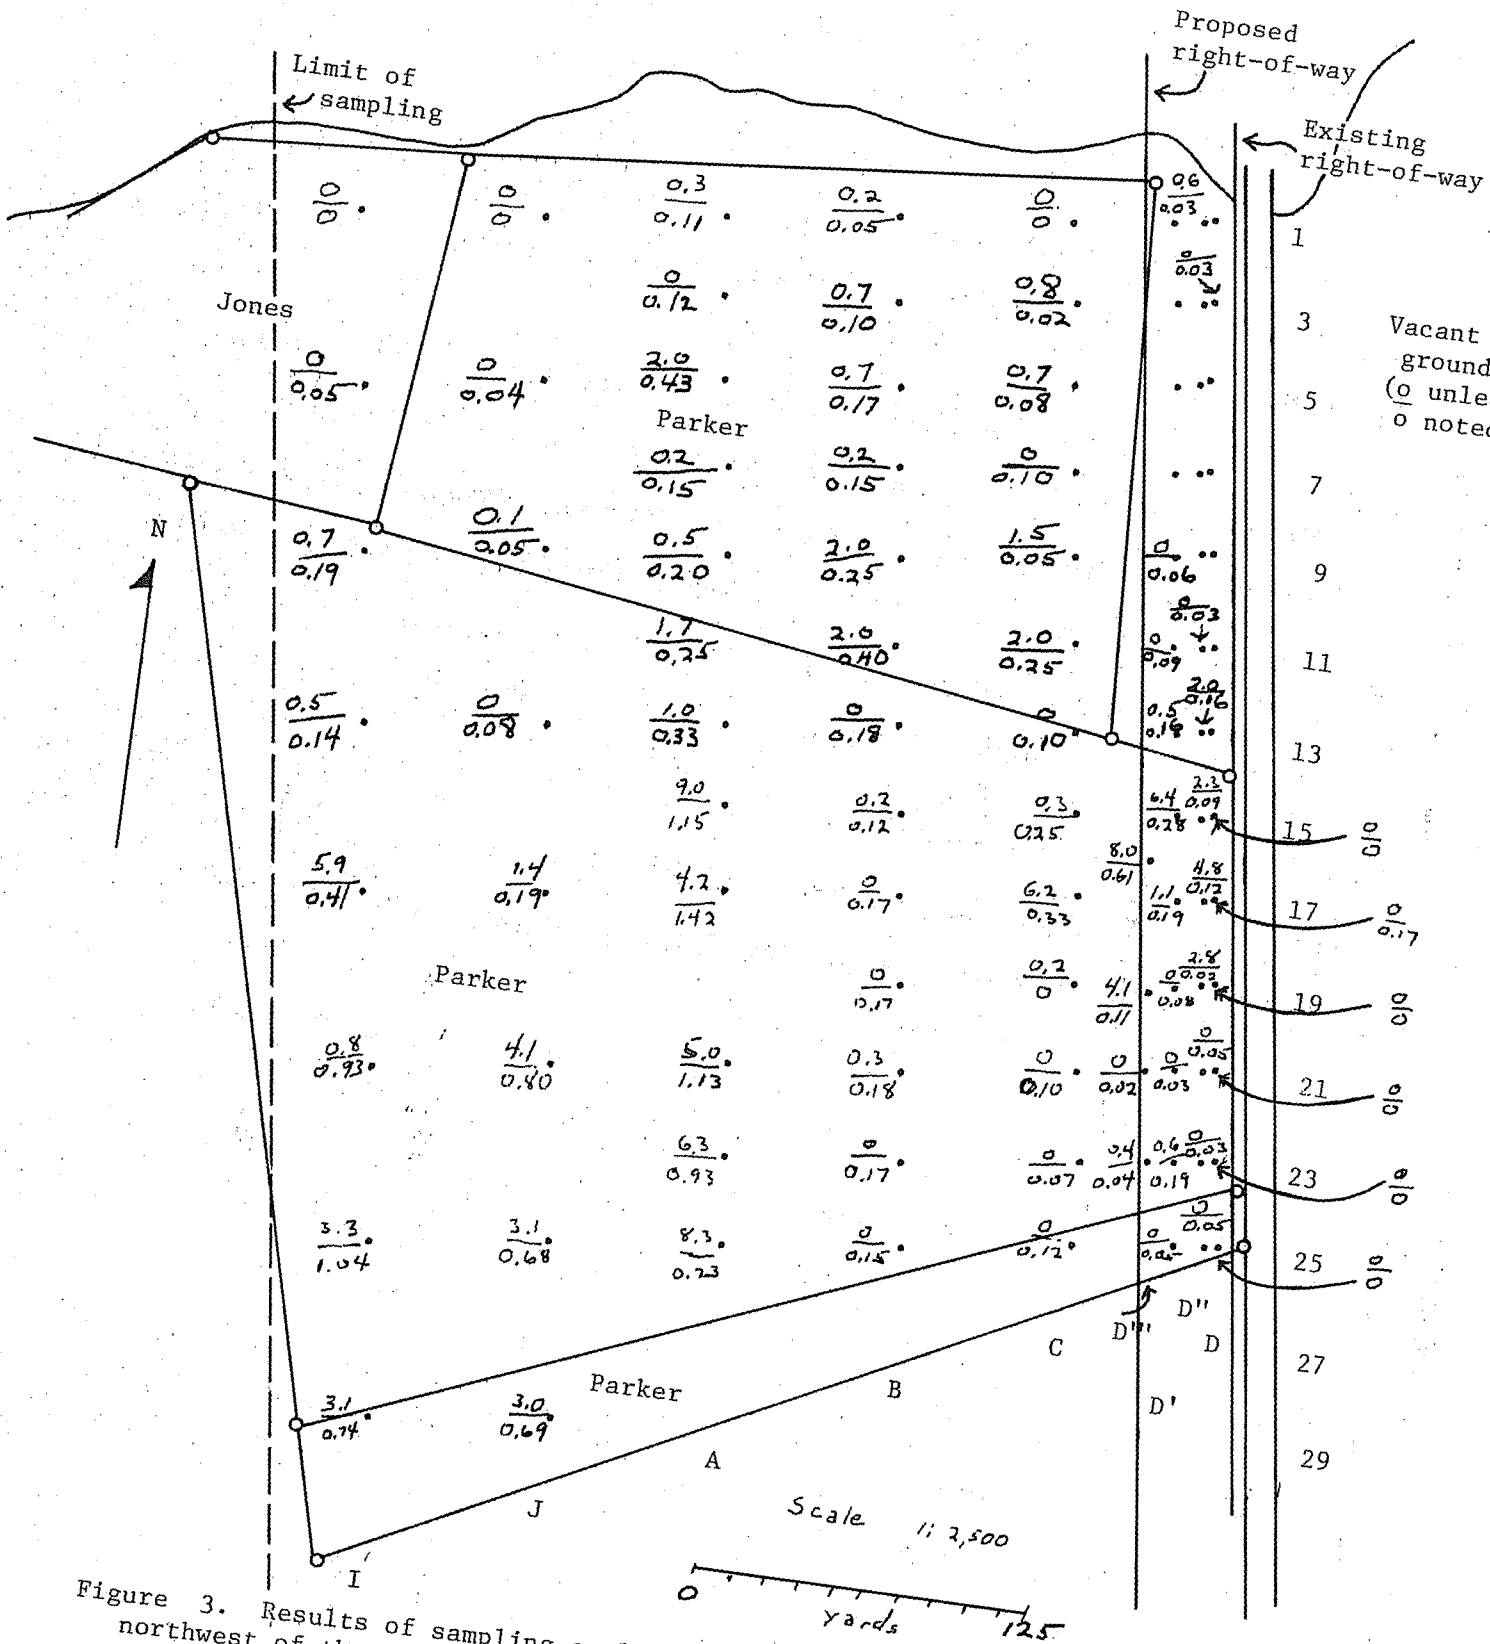 Proposed
right-of-way
Limit of
sampling
Existing
right-of-way
0/0 0/0 0.3/0.11 0.2/0.05 0/0 0.6/0.03
1
0/0.03
0/0.12 0.7/0.10 0.8/0.02
3
Jones
Vacant
ground
(0/0 unle
noted
0/0.05 0/0.04 2.0/0.43 0.7/0.17 0.7/0.08
5
Parker
0.2/0.15 0.2/0.15 0/0.10
7
N
0.7/0.19 0.1/0.05 0.5/0.20 2.0/0.25 1.5/0.05 0/0.06
9
0/0.03
1.7/0.25 2.0/0.40 2.0/0.25 0/0.09
11
2.0/0.16
0.5/0.14 0/0.08 1.0/0.33 0/0.18 0/0.10 0.5/0.18
13
9.0/1.15 0.2/0.12 0.3/0.25 6.4/0.28 2.3/0.09
15 0/0
8.0/0.61
5.9/0.41 1.4/0.19 4.2/1.42 0/0.17 6.2/0.33 1.1/0.19 4.8/0.12
17 0/0.17
Parker
0/0.17 0.2/0 4.1/0.11 0/0.08 2.8/0.02
19 0/0
0.8/0.93 4.1/0.80 5.0/1.13 0.3/0.18 0/0.10 0/0.02 0/0.03 0/0.05
21 0/0
6.3/0.93 0/0.17 0/0.07 0.4/0.04 0.6/0.19 0/0.03
23 0/0
3.3/1.04 3.1/0.68 8.3/0.23 0/0.15 0/0.12 0/0.05
25 0/0
D"
D"'
D
C
27
B
Parker
3.1/0.74 3.0/0.69
D'
A
29
J
I
Scale 1:2,500
0 125
yards
Figure 3. Results of sampling
northwest of